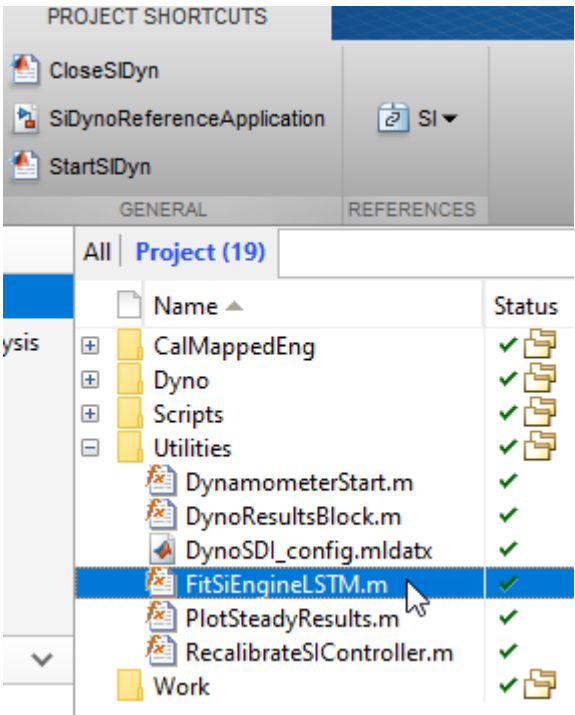 PROJECT SHORTCUTS
CloseSIDyn
SiDynoReferenceApplication
SI
StartSIDyn
GENERAL
REFERENCES
All
Project (19)
Name
Status
ysis
CalMappedEng
Dyno
Scripts
Utilities
DynamometerStart.m
DynoResultsBlock.m
DynoSDI_config.mldatx
FitSiEngineLSTM.m
PlotSteadyResults.m
RecalibrateSIController.m
Work